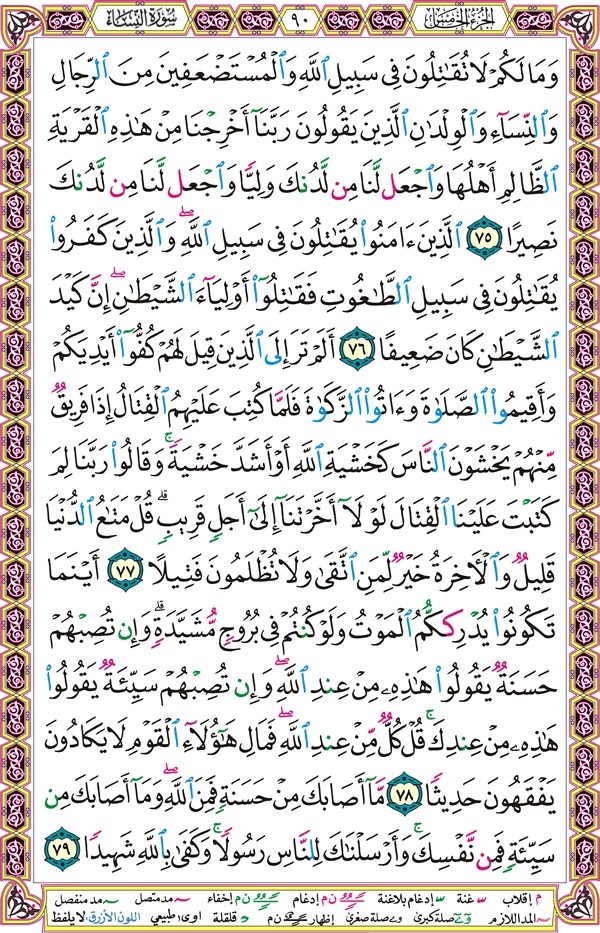 الجزء الخامس ٩٠ سورة النساء
وَمَا لَكُمْ لَا تُقَٰتِلُونَ فِى سَبِيلِ ٱللَّهِ وَٱلْمُسْتَضْعَفِينَ مِنَ ٱلرِّجَالِ
وَٱلنِّسَآءِ وَٱلْوِلْدَٰنِ ٱلَّذِينَ يَقُولُونَ رَبَّنَآ أَخْرِجْنَا مِنْ هَٰذِهِ ٱلْقَرْيَةِ
ٱلظَّالِمِ أَهْلُهَا وَٱجْعَل لَّنَا مِن لَّدُنكَ وَلِيًّا وَٱجْعَل لَّنَا مِن لَّدُنكَ
نَصِيرًا ٧٥ ٱلَّذِينَ ءَامَنُوا۟ يُقَٰتِلُونَ فِى سَبِيلِ ٱللَّهِ ۖ وَٱلَّذِينَ كَفَرُوا۟
يُقَٰتِلُونَ فِى سَبِيلِ ٱلطَّٰغُوتِ فَقَٰتِلُوٓا۟ أَوْلِيَآءَ ٱلشَّيْطَٰنِ ۖ إِنَّ كَيْدَ
ٱلشَّيْطَٰنِ كَانَ ضَعِيفًا ٧٦ أَلَمْ تَرَ إِلَى ٱلَّذِينَ قِيلَ لَهُمْ كُفُّوٓا۟ أَيْدِيَكُمْ
وَأَقِيمُوا۟ ٱلصَّلَوٰةَ وَءَاتُوا۟ ٱلزَّكَوٰةَ فَلَمَّا كُتِبَ عَلَيْهِمُ ٱلْقِتَالُ إِذَا فَرِيقٌ
مِّنْهُمْ يَخْشَوْنَ ٱلنَّاسَ كَخَشْيَةِ ٱللَّهِ أَوْ أَشَدَّ خَشْيَةً ۚ وَقَالُوا۟ رَبَّنَا لِمَ
كَتَبْتَ عَلَيْنَا ٱلْقِتَالَ لَوْلَآ أَخَّرْتَنَآ إِلَىٰٓ أَجَلٍ قَرِيبٍ ۗ قُلْ مَتَٰعُ ٱلدُّنْيَا
قَلِيلٌ وَٱلْـَٔاخِرَةُ خَيْرٌ لِّمَنِ ٱتَّقَىٰ وَلَا تُظْلَمُونَ فَتِيلًا ٧٧ أَيْنَمَا
تَكُونُوا۟ يُدْرِككُّمُ ٱلْمَوْتُ وَلَوْ كُنتُمْ فِى بُرُوجٍ مُّشَيَّدَةٍ ۗ وَإِن تُصِبْهُمْ
حَسَنَةٌ يَقُولُوا۟ هَٰذِهِۦ مِنْ عِندِ ٱللَّهِ ۖ وَإِن تُصِبْهُمْ سَيِّئَةٌ يَقُولُوا۟
هَٰذِهِۦ مِنْ عِندِكَ ۚ قُلْ كُلٌّ مِّنْ عِندِ ٱللَّهِ ۖ فَمَالِ هَٰٓؤُلَآءِ ٱلْقَوْمِ لَا يَكَادُونَ
يَفْقَهُونَ حَدِيثًا ٧٨ مَّآ أَصَابَكَ مِنْ حَسَنَةٍ فَمِنَ ٱللَّهِ ۖ وَمَآ أَصَابَكَ مِن
سَيِّئَةٍ فَمِن نَّفْسِكَ ۚ وَأَرْسَلْنَٰكَ لِلنَّاسِ رَسُولًا ۚ وَكَفَىٰ بِٱللَّهِ شَهِيدًا ٧٩
م إقلاب غنة إدغام بلاغنة ن م إدغام ن م إخفاء مد متصل مد منفصل
المد اللازم صلة كبرى صلة صغرى إظهار ن م قلقلة اوى طبيعي اللون الأزرق: لا يلفظ